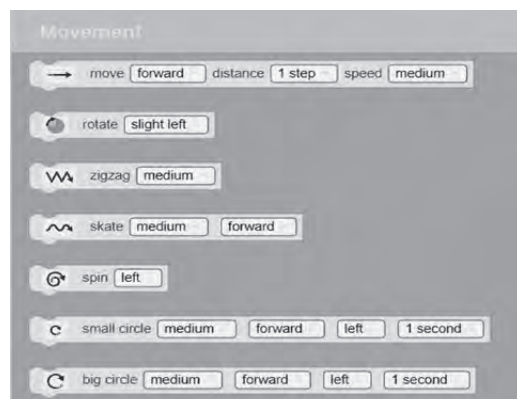 Movement
move forward distance 1 step speed medium
rotate slight left
zigzag medium
skate medium forward
spin left
small circle medium forward left 1 second
big circle medium forward left 1 second